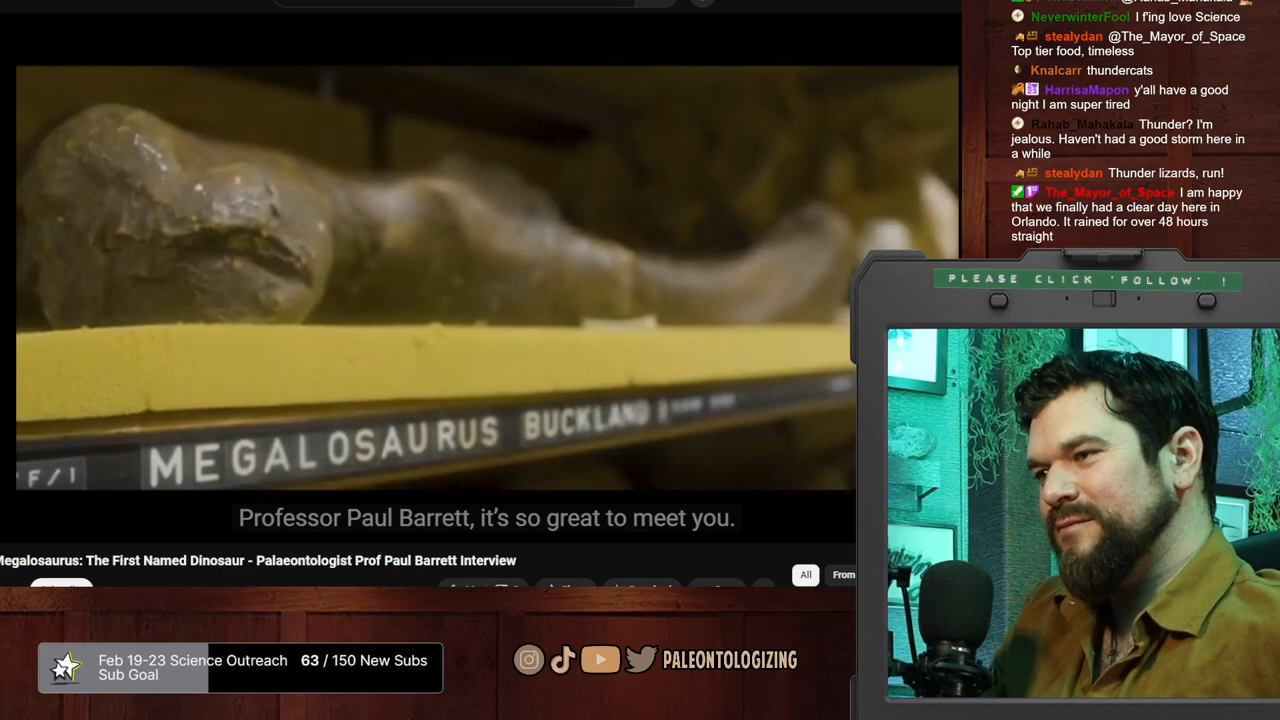 NeverwinterFool I f'ing love Science
stealydan @The_Mayor_of_Space
Top tier food, timeless
Knalcarr thundercats
HarrisaMapon y'all have a good
night I am super tired
Rahab_Mahakala Thunder? I'm
jealous. Haven't had a good storm here in
a while
stealydan Thunder lizards, run!
The_Mayor_of_Space I am happy
that we finally had a clear day here in
Orlando. It rained for over 48 hours
straight
PLEASE CLICK "FOLLOW" !
F/1 MEGALOSAURUS BUCKLANDI
Professor Paul Barrett, it's so great to meet you.
Megalosaurus: The First Named Dinosaur - Palaeontologist Prof Paul Barrett Interview
All From
Feb 19-23 Science Outreach 63 / 150 New Subs
Sub Goal
PALEONTOLOGIZING